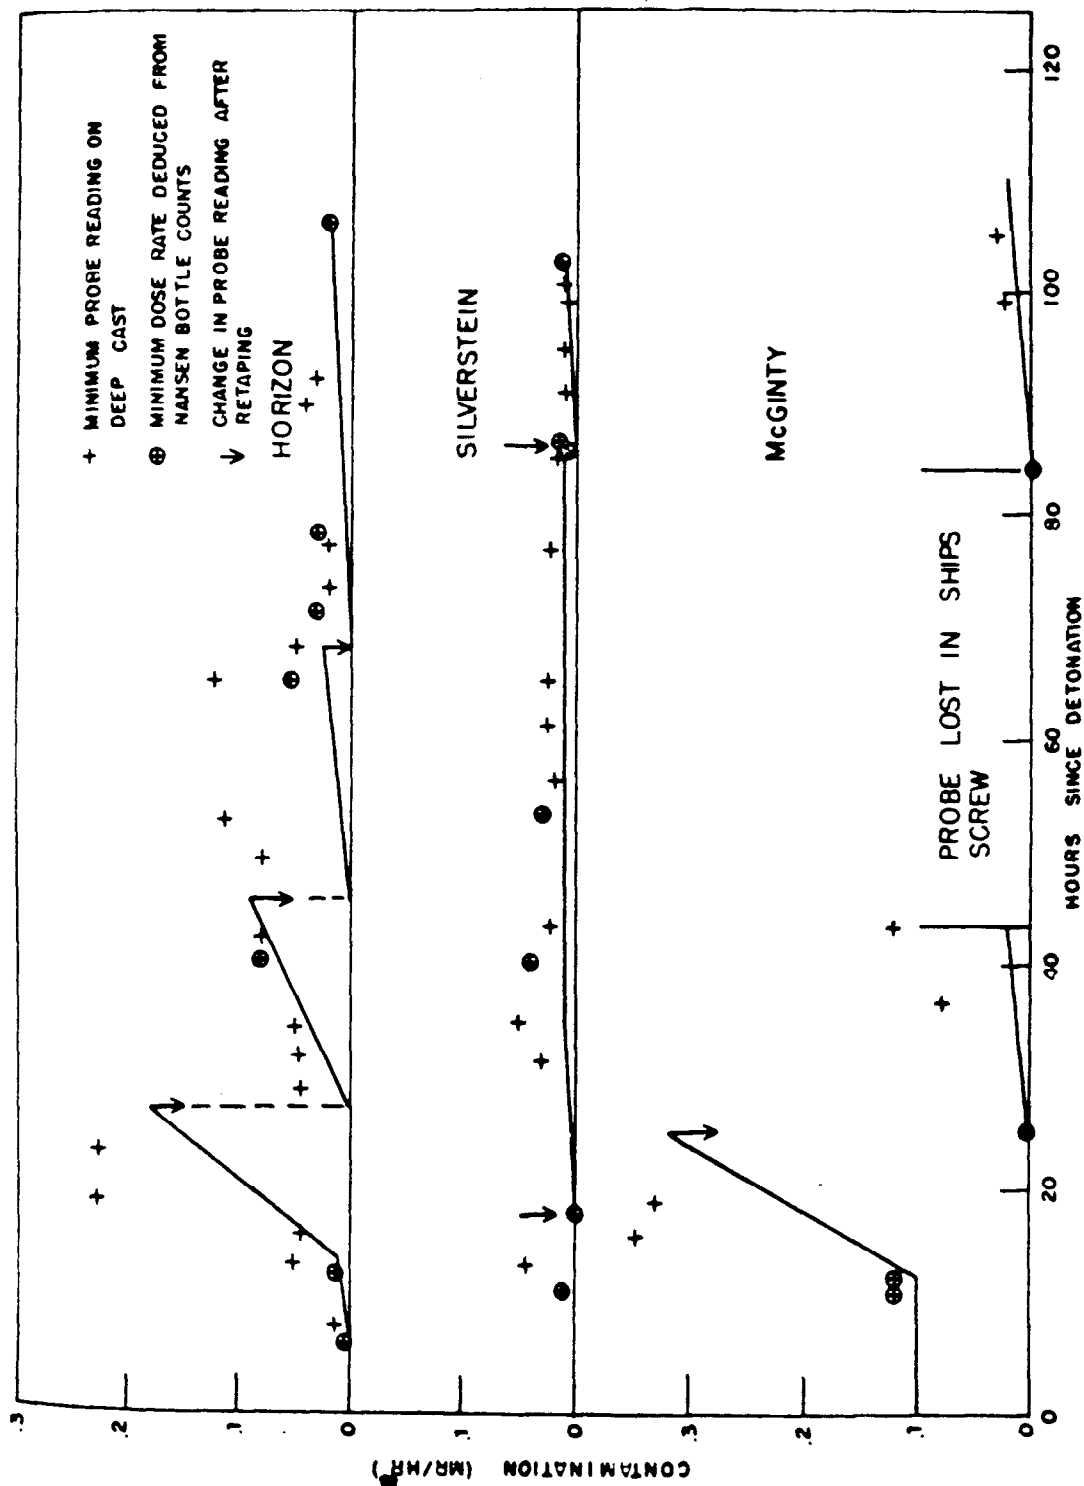 + MINIMUM PROBE READING ON
DEEP CAST
⊕ MINIMUM DOSE RATE DEDUCED FROM
NANSEN BOTTLE COUNTS
↓ CHANGE IN PROBE READING AFTER
RETAPING
HORIZON
SILVERSTEIN
McGINTY
PROBE LOST IN SHIPS
SCREW
CONTAMINATION (MR/HR)
.3
.2
.1
0
.1
0
.3
.2
.1
0
0
20
40
60
80
100
120
HOURS SINCE DETONATION